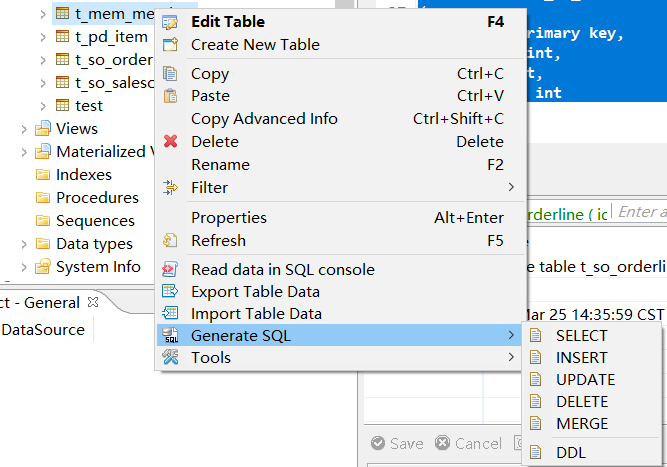 t_mem_me
t_pd_item
t_so_order
t_so_salesc
test
Views
Materialized V
Indexes
Procedures
Sequences
Data types
System Info
ct - General
DataSource
Edit Table F4
Create New Table
Copy Ctrl+C
Paste Ctrl+V
Copy Advanced Info Ctrl+Shift+C
Delete Delete
Rename F2
Filter
Properties Alt+Enter
Refresh F5
Read data in SQL console
Export Table Data
Import Table Data
Generate SQL
Tools
SELECT
INSERT
UPDATE
DELETE
MERGE
DDL
primary key,
int,
t,
int
orderline ( id Enter a
e table t_so_orderli
Mar 25 14:35:59 CST
Save Cancel